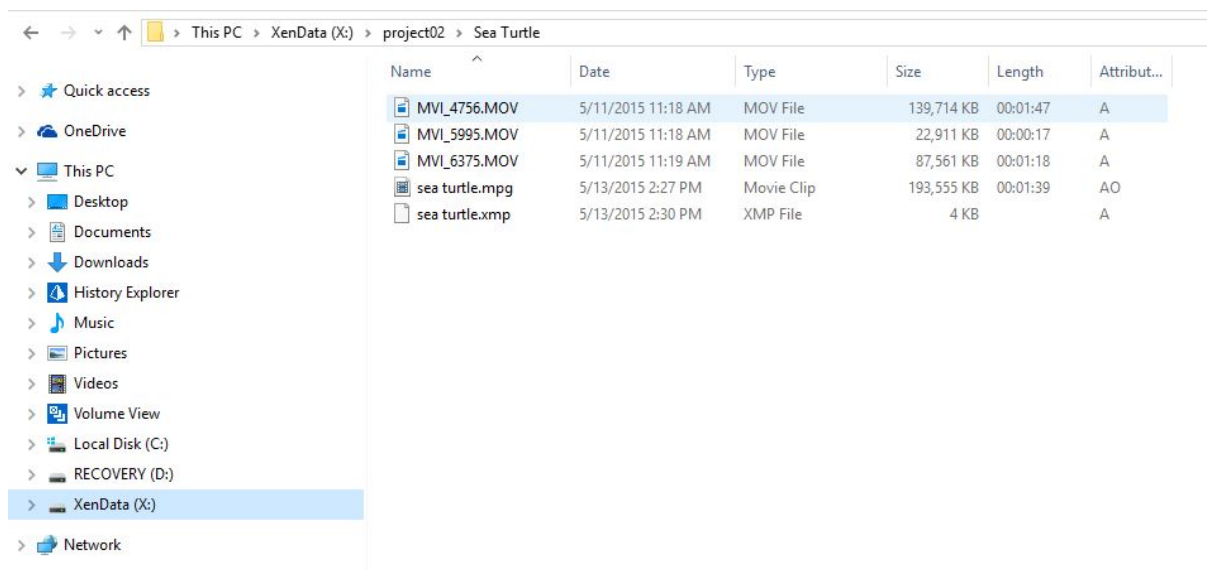 This PC > XenData (X:) > project02 > Sea Turtle
Name Date Type Size Length Attribut...
MVI_4756.MOV 5/11/2015 11:18 AM MOV File 139,714 KB 00:01:47 A
MVI_5995.MOV 5/11/2015 11:18 AM MOV File 22,911 KB 00:00:17 A
MVI_6375.MOV 5/11/2015 11:19 AM MOV File 87,561 KB 00:01:18 A
sea turtle.mpg 5/13/2015 2:27 PM Movie Clip 193,555 KB 00:01:39 AO
sea turtle.xmp 5/13/2015 2:30 PM XMP File 4 KB A
Quick access
OneDrive
This PC
Desktop
Documents
Downloads
History Explorer
Music
Pictures
Videos
Volume View
Local Disk (C:)
RECOVERY (D:)
XenData (X:)
Network